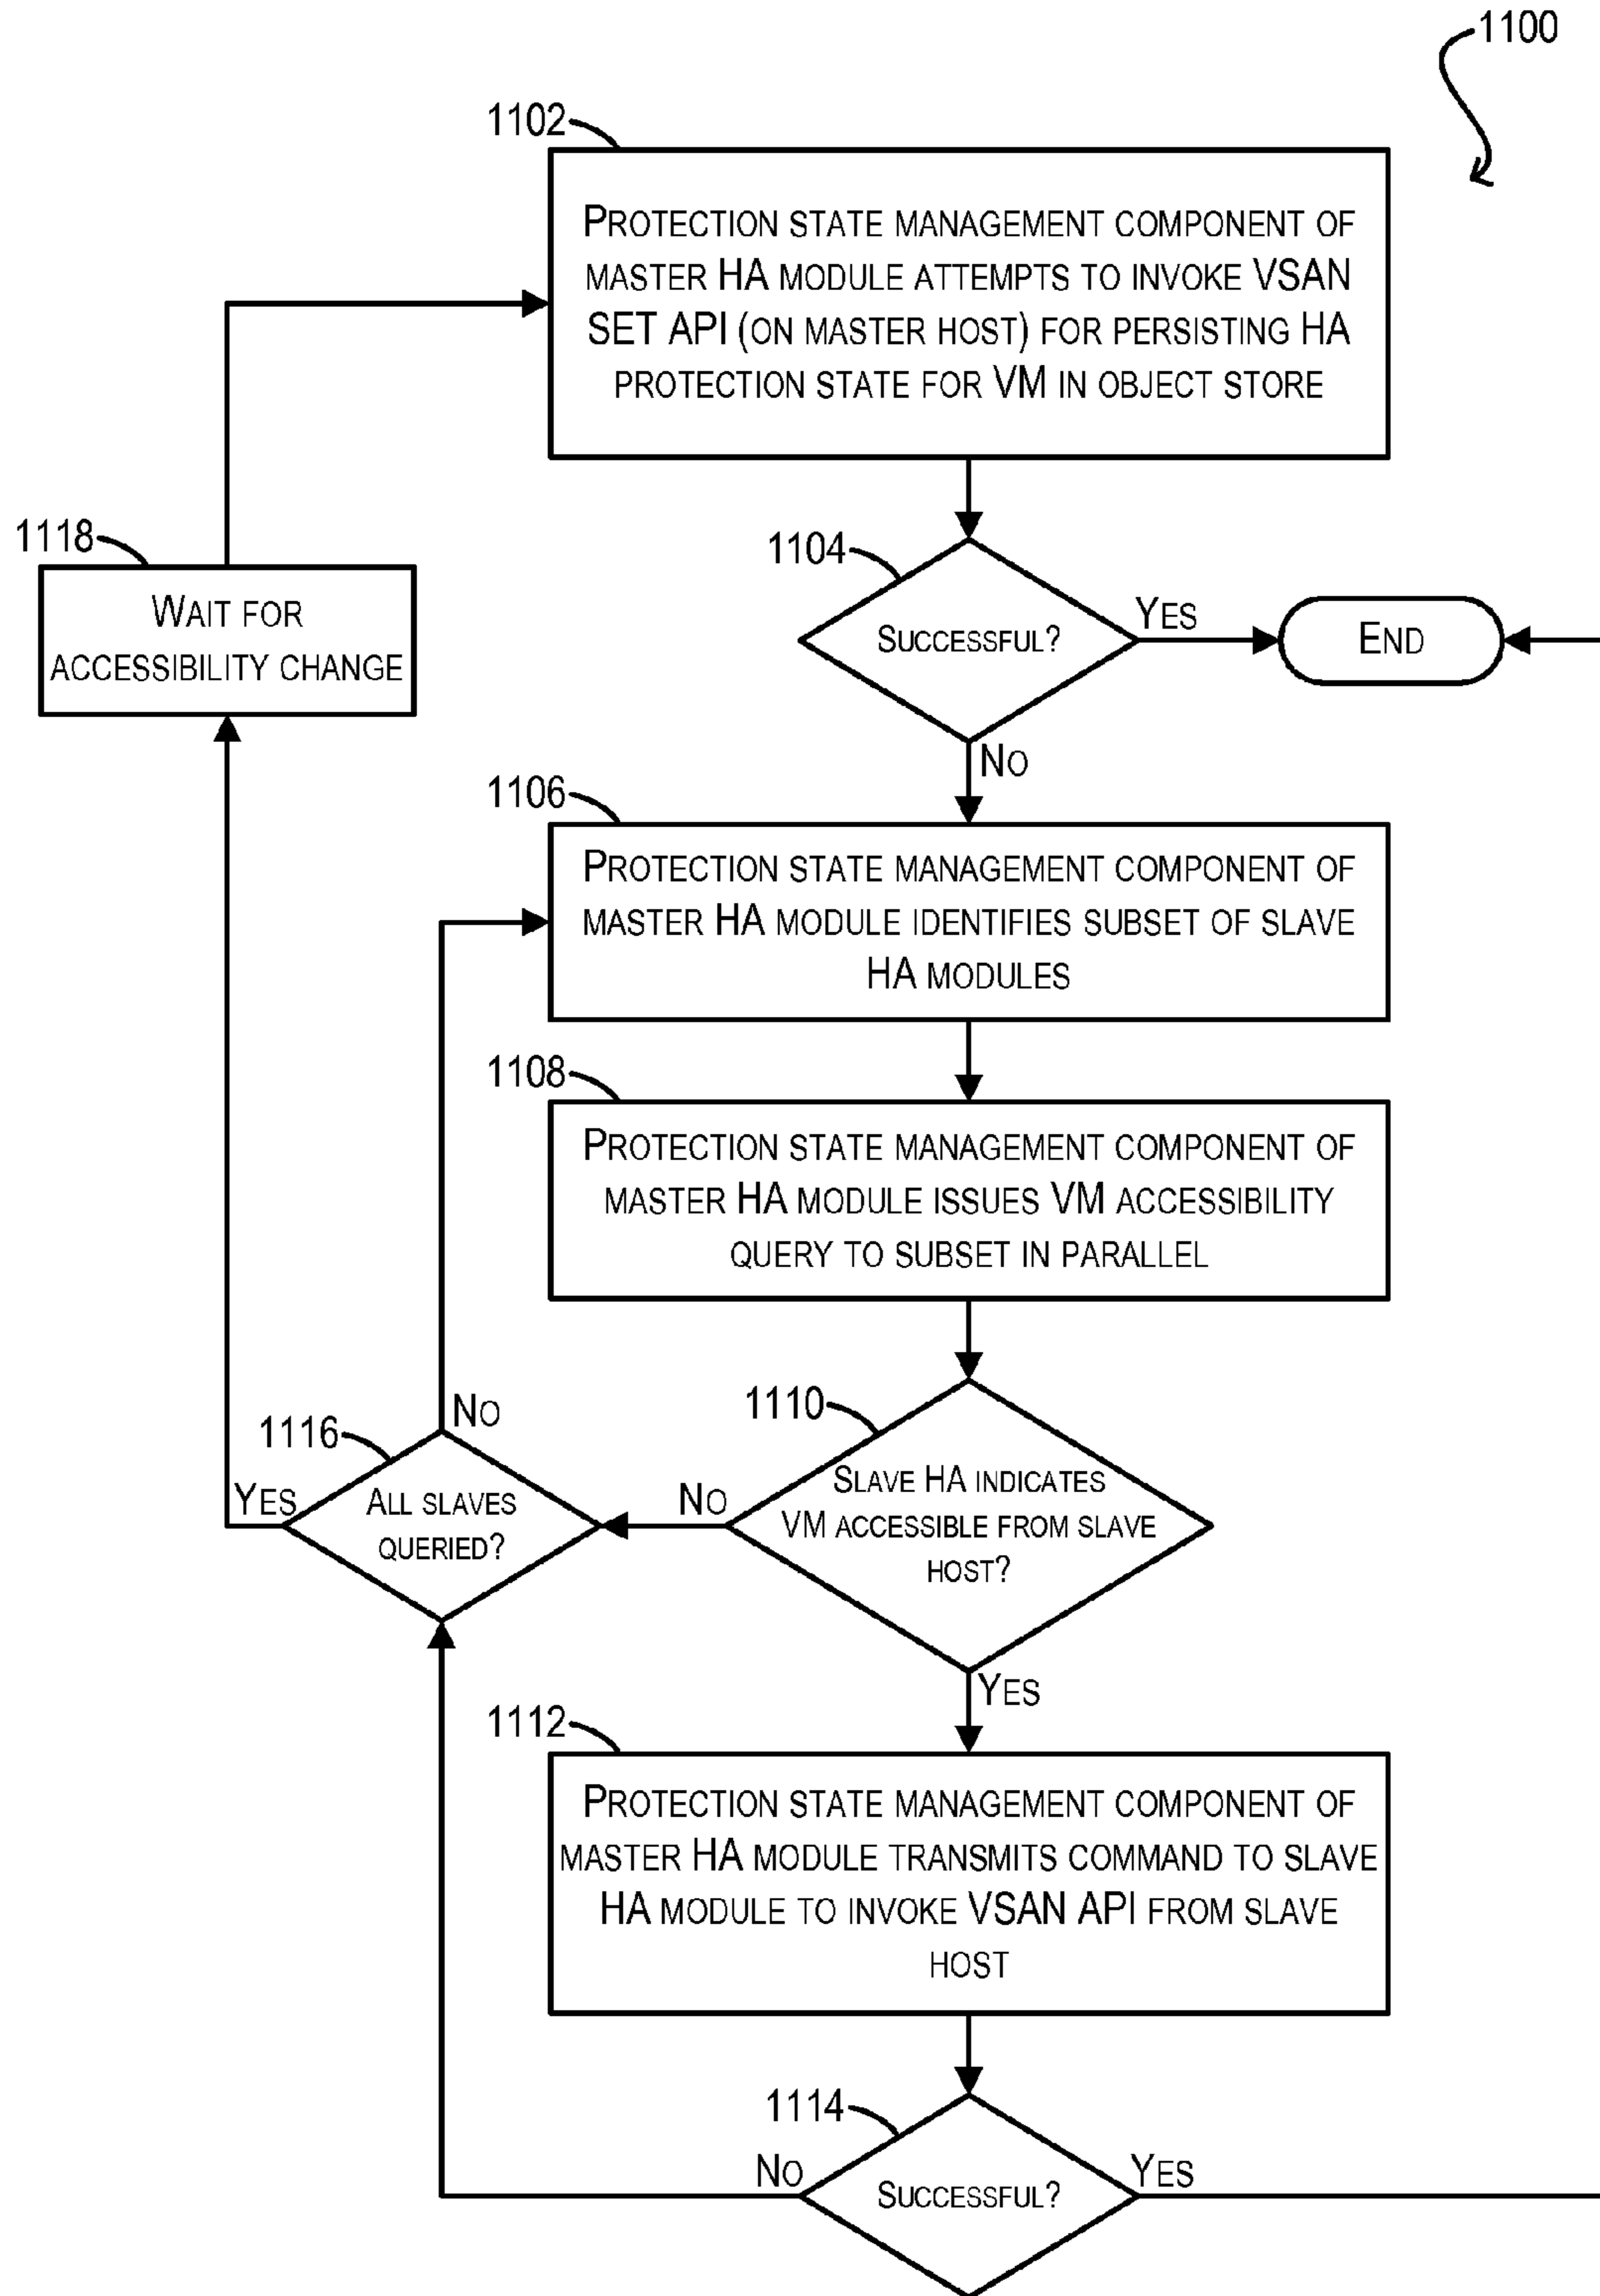 1100
1102
Protection state management component of
master HA module attempts to invoke VSAN
set API (on master host) for persisting HA
protection state for VM in object store
1118
Wait for
accessibility change
1104
Successful?
Yes
End
No
1106
Protection state management component of
master HA module identifies subset of slave
HA modules
1108
Protection state management component of
master HA module issues VM accessibility
query to subset in parallel
1110
Slave HA indicates
VM accessible from slave
host?
No
Yes
1116
All slaves
queried?
No
Yes
1112
Protection state management component of
master HA module transmits command to slave
HA module to invoke VSAN API from slave
host
1114
Successful?
No
Yes